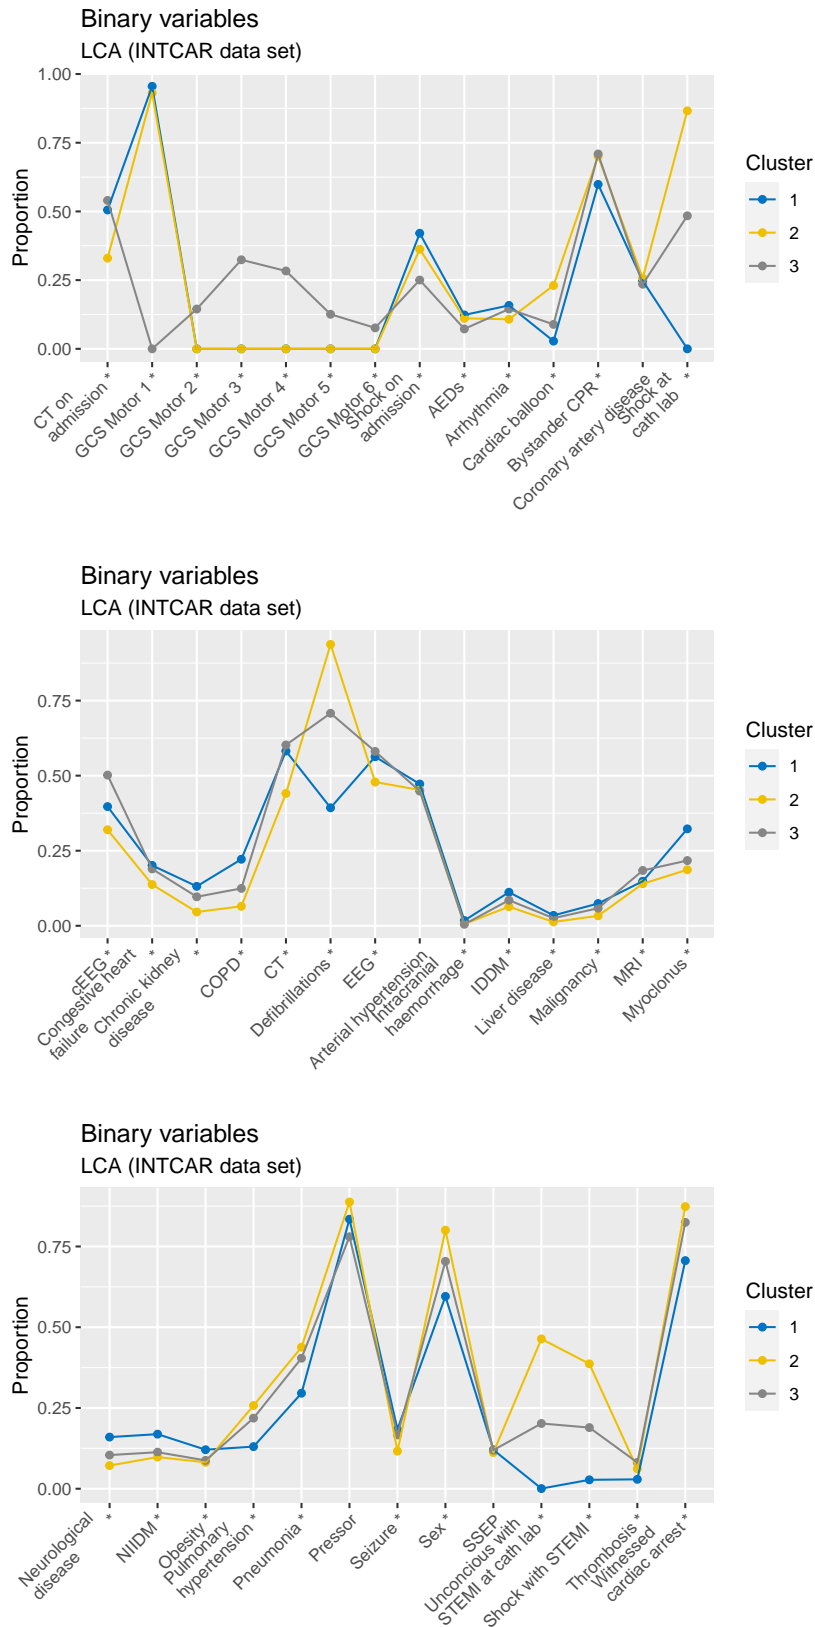 Binary variables
LCA (INTCAR data set)
Proportion
1.00
0.75
0.50
0.25
0.00
CT on
admission *
GCS Motor 1 *
GCS Motor 2 *
GCS Motor 3 *
GCS Motor 4 *
GCS Motor 5 *
GCS Motor 6 *
Shock on
admission *
AEDs *
Arrhythmia *
Cardiac balloon *
Bystander CPR *
Coronary artery disease
Shock at
cath lab *
Cluster
1
2
3
Binary variables
LCA (INTCAR data set)
Proportion
0.75
0.50
0.25
0.00
cEEG *
Congestive heart *
failure
Chronic kidney *
disease
COPD *
CT *
Defibrillations *
EEG *
Arterial hypertension
Intracranial
haemorrhage *
IDDM *
Liver disease *
Malignancy *
MRI *
Myoclonus *
Cluster
1
2
3
Binary variables
LCA (INTCAR data set)
Proportion
0.75
0.50
0.25
0.00
Neurological
disease *
NIIDM *
Obesity *
Pulmonary
hypertension *
Pneumonia *
Pressor
Seizure *
Sex *
SSEP
Unconcious with
STEMI at cath lab *
Shock with STEMI *
Thrombosis *
Witnessed
cardiac arrest *
Cluster
1
2
3